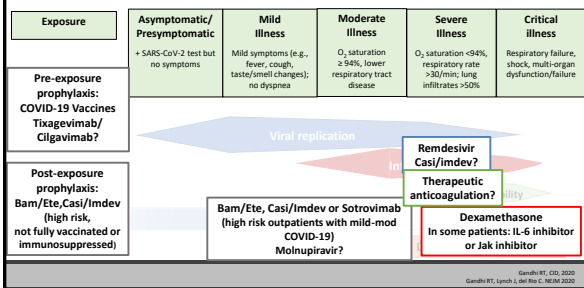 Exposure
Asymptomatic/
Presymptomatic
+ SARS-CoV-2 test but
no symptoms
Mild
Illness
Mild symptoms (e.g.,
fever, cough,
taste/smell changes);
no dyspnea
Moderate
Illness
O₂ saturation
≥ 94%, lower
respiratory tract
disease
Severe
Illness
O₂ saturation <94%,
respiratory rate
>30/min; lung
infiltrates >50%
Critical
illness
Respiratory failure,
shock, multi-organ
dysfunction/failure
Pre-exposure
prophylaxis:
COVID-19 Vaccines
Tixagevimab/
Cilgavimab?
Viral replication
Remdesivir
Casi/imdev?
Therapeutic
anticoagulation?
Post-exposure
prophylaxis:
Bam/Ete,Casi/Imdev
(high risk,
not fully vaccinated or
immunosuppressed)
Bam/Ete, Casi/Imdev or Sotrovimab
(high risk outpatients with mild-mod
COVID-19)
Molnupiravir?
Dexamethasone
In some patients: IL-6 inhibitor
or Jak inhibitor
Gandhi RT, CID, 2020
Gandhi RT, Lynch J, del Rio C. NEJM 2020